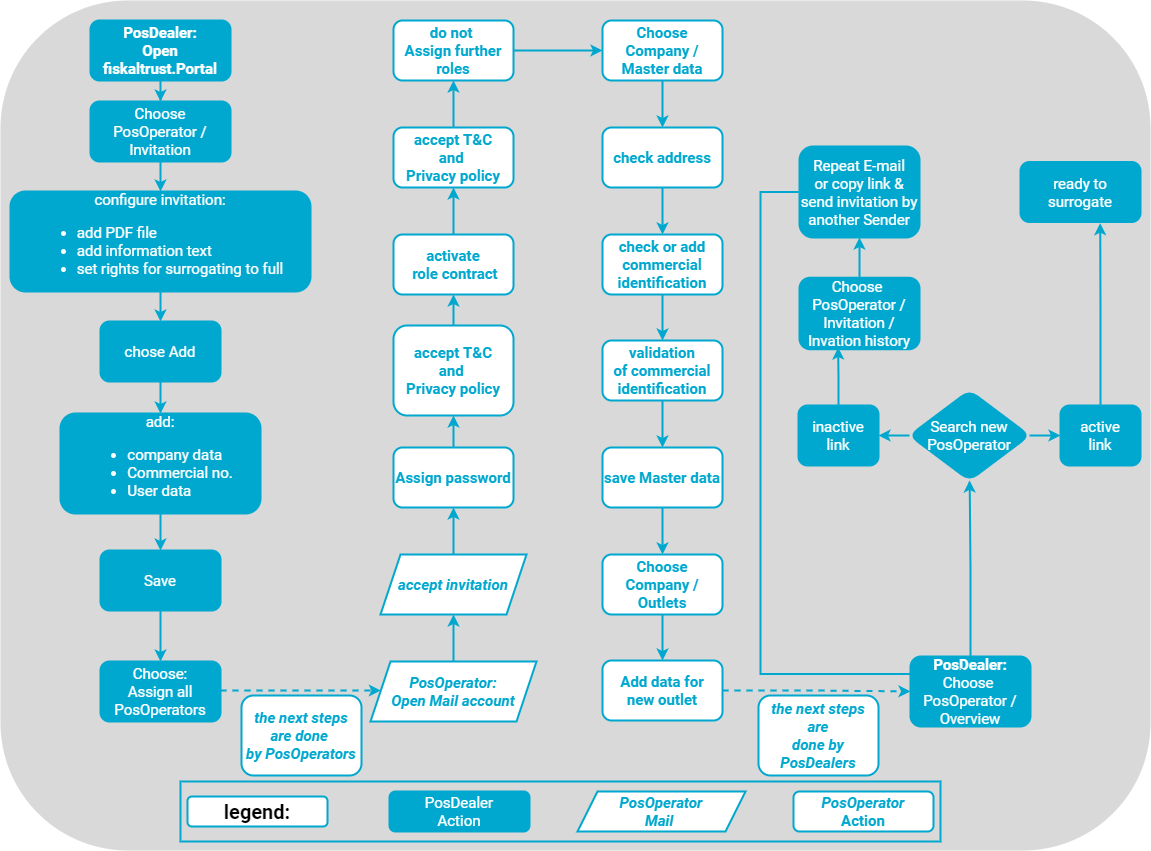 PosDealer:
Open
fiskaltrust.Portal
Choose
PosOperator /
Invitation
configure invitation:
• add PDF file
• add information text
• set rights for surrogating to full
chose Add
add:
• company data
• Commercial no.
• User data
Save
Choose:
Assign all
PosOperators
the next steps
are done
by PosOperators
PosOperator:
Open Mail account
accept invitation
Assign password
accept T&C
and
Privacy policy
activate
role contract
accept T&C
and
Privacy policy
do not
Assign further
roles
Choose
Company /
Master data
check address
check or add
commercial
identification
validation
of commercial
identification
save Master data
Choose
Company /
Outlets
Add data for
new outlet
the next steps
are
done by
PosDealers
PosDealer:
Choose
PosOperator /
Overview
Search new
PosOperator
inactive
link
Choose
PosOperator /
Invitation /
Invation history
Repeat E-mail
or copy link &
send invitation by
another Sender
active
link
ready to
surrogate
legend:
PosDealer
Action
PosOperator
Mail
PosOperator
Action